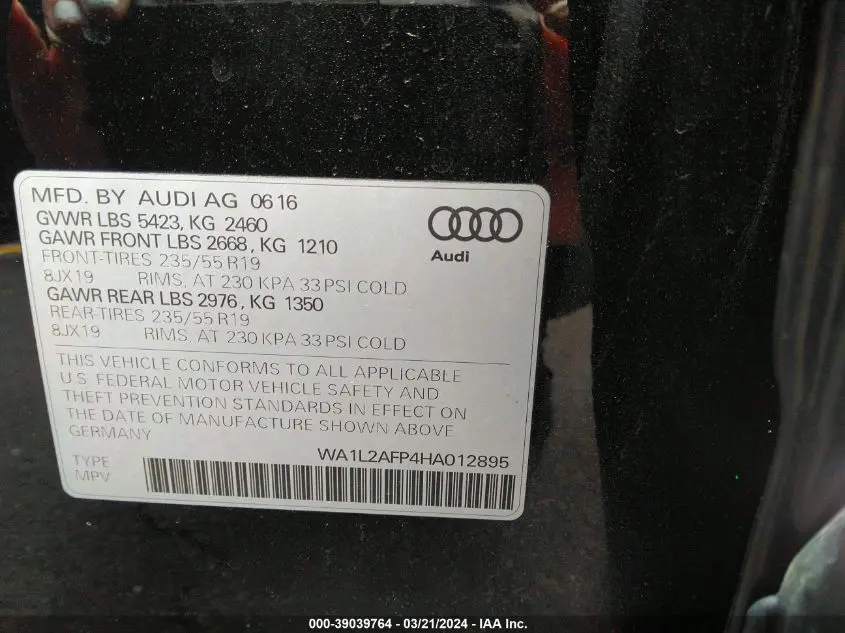 MFD. BY AUDI AG 0616
GVWR LBS 5423, KG 2460
GAWR FRONT LBS 2668, KG 1210
FRONT-TIRES 235/55 R19
8JX19 RIMS, AT 230 KPA 33 PSI COLD
GAWR REAR LBS 2976, KG 1350
REAR-TIRES 235/55 R19
8JX19 RIMS, AT 230 KPA 33 PSI COLD
Audi
THIS VEHICLE CONFORMS TO ALL APPLICABLE
U.S. FEDERAL MOTOR VEHICLE SAFETY AND
THEFT PREVENTION STANDARDS IN EFFECT ON
THE DATE OF MANUFACTURE SHOWN ABOVE
GERMANY
WA1L2AFP4HA012895
TYPE
MPV
000-39039764 - 03/21/2024 - IAA Inc.